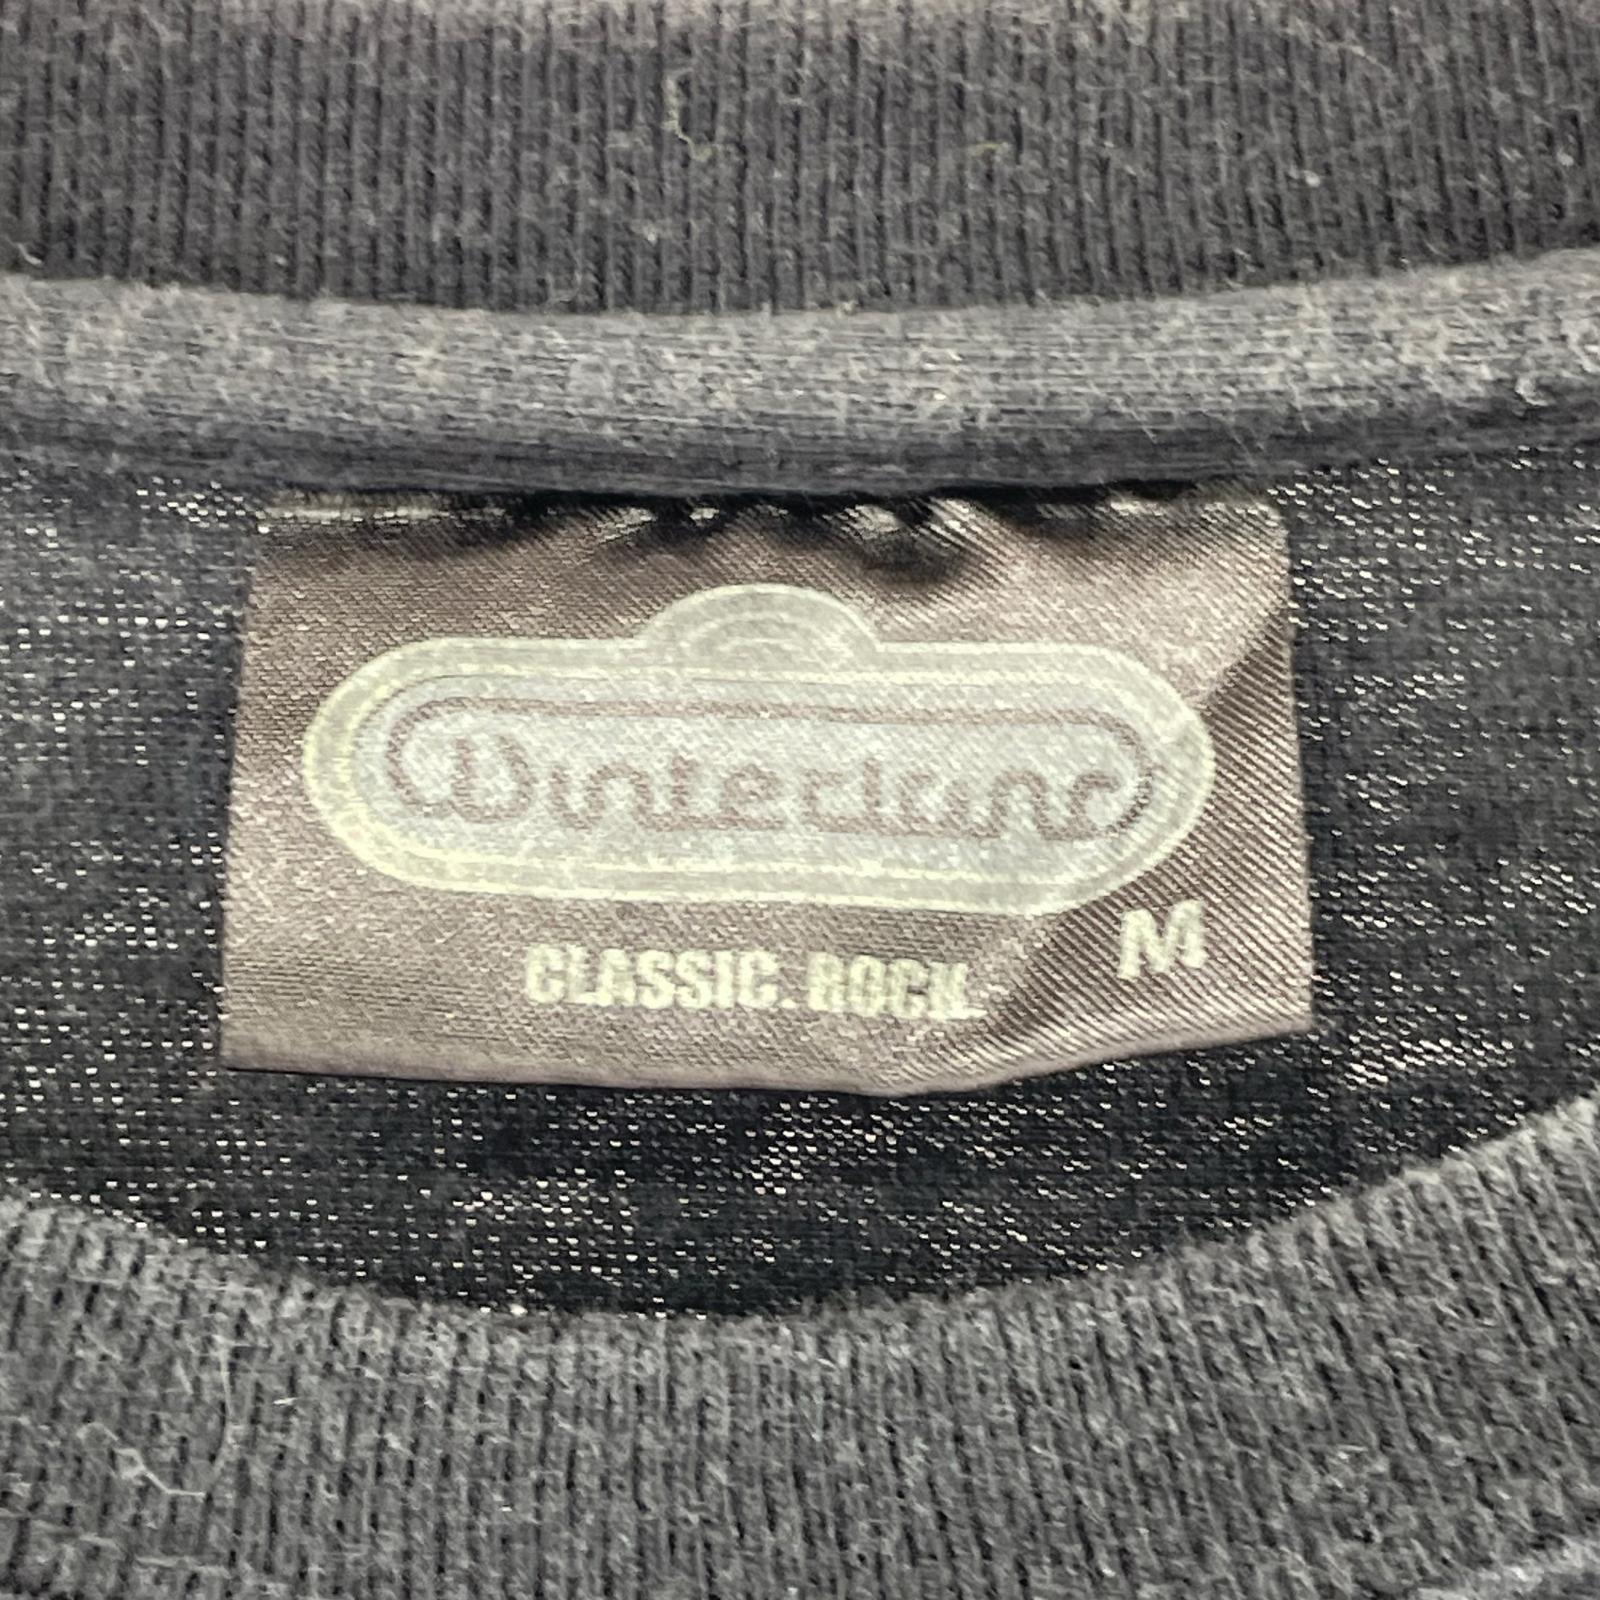 Winterland
CLASSIC. ROCK.
M